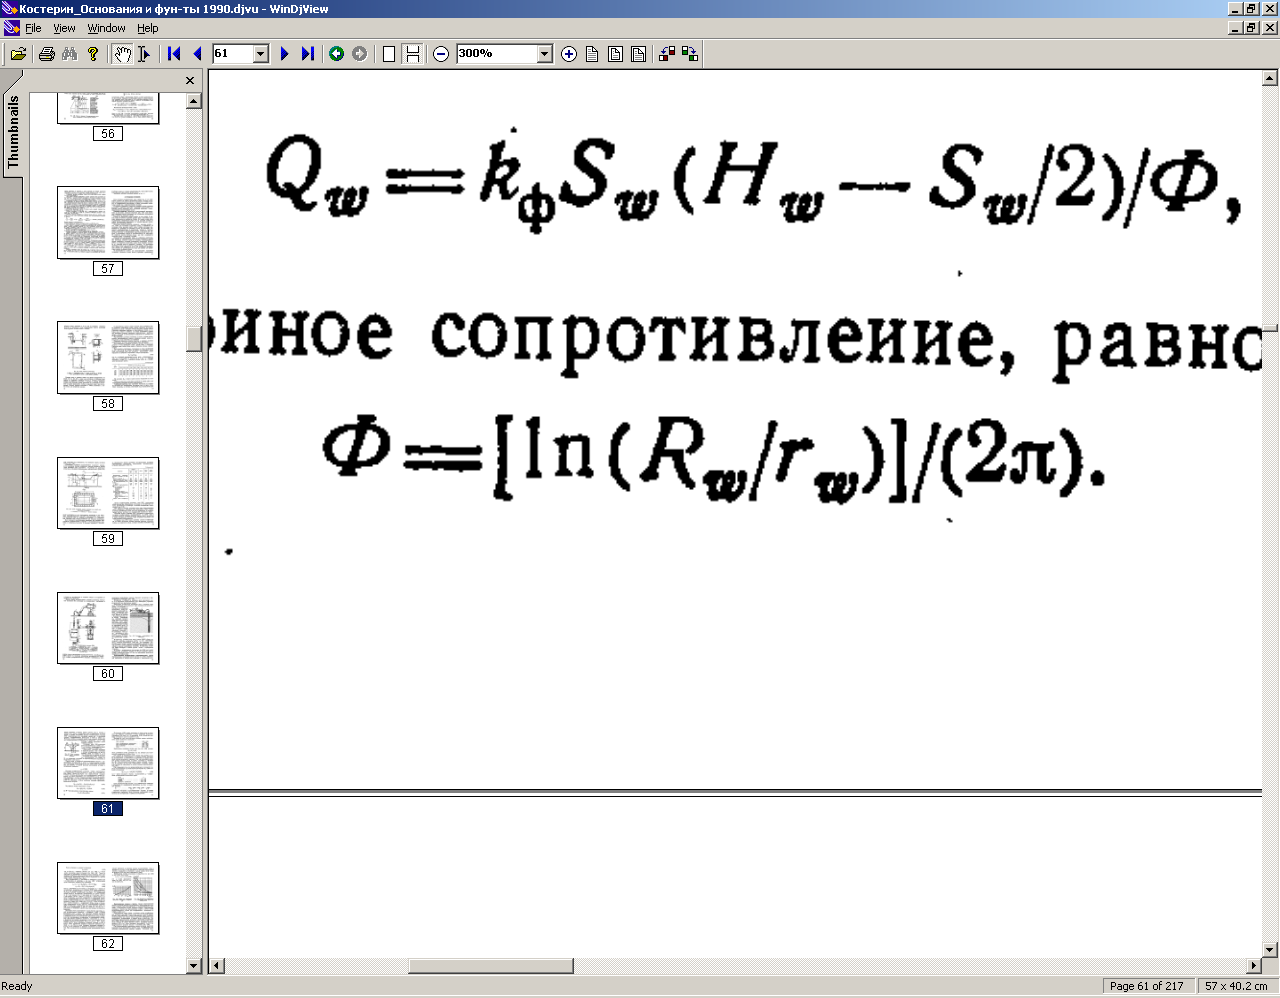 Костерин_Основания и фун-ты 1990.djvu - WinDjView
File View Window Help
61
300%
Thumbnails
56
57
58
59
60
61
62
Q_w = k_ф S_w (H_w — S_w/2)/Φ,
сопротивление,
Φ = [ln (R_w/r_w)]/(2π).
Ready
Page 61 of 217
57 x 40.2 cm